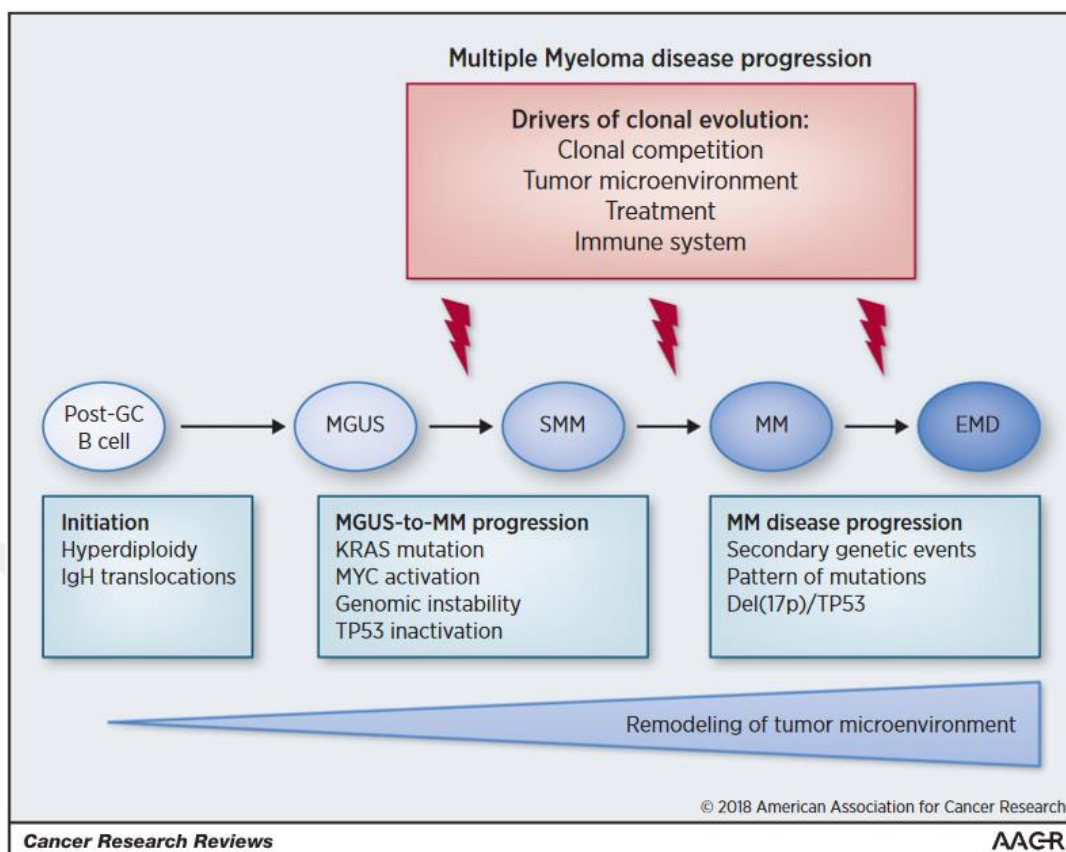 Multiple Myeloma disease progression
Drivers of clonal evolution:
Clonal competition
Tumor microenvironment
Treatment
Immune system
Post-GC
B cell
MGUS
SMM
MM
EMD
Initiation
Hyperdiploidy
IgH translocations
MGUS-to-MM progression
KRAS mutation
MYC activation
Genomic instability
TP53 inactivation
MM disease progression
Secondary genetic events
Pattern of mutations
Del(17p)/TP53
Remodeling of tumor microenvironment
© 2018 American Association for Cancer Research
Cancer Research Reviews
AACR